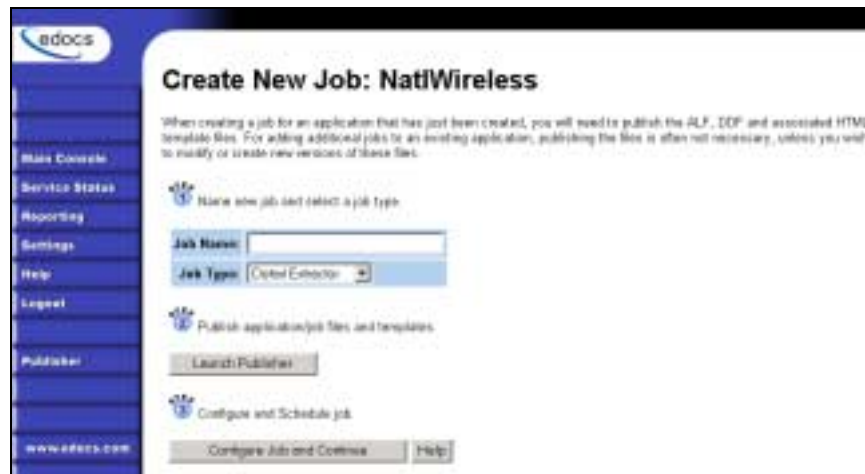 edocs
Create New Job: NatlWireless
When creating a job for an application that has just been created, you will need to publish the ALF, DDF and associated HTML
template files. For adding additional jobs to an existing application, publishing the files is often not necessary, unless you wish
to modify or create new versions of these files.
Main Console
Service Status
Reporting
Settings
Help
Logout
Publisher
www.edocs.com
1 Name new job and select a job type.
Job Name:
Job Type: Detail Extractor
2 Publish application/job files and templates.
Launch Publisher
3 Configure and Schedule job.
Configure Job and Continue
Help